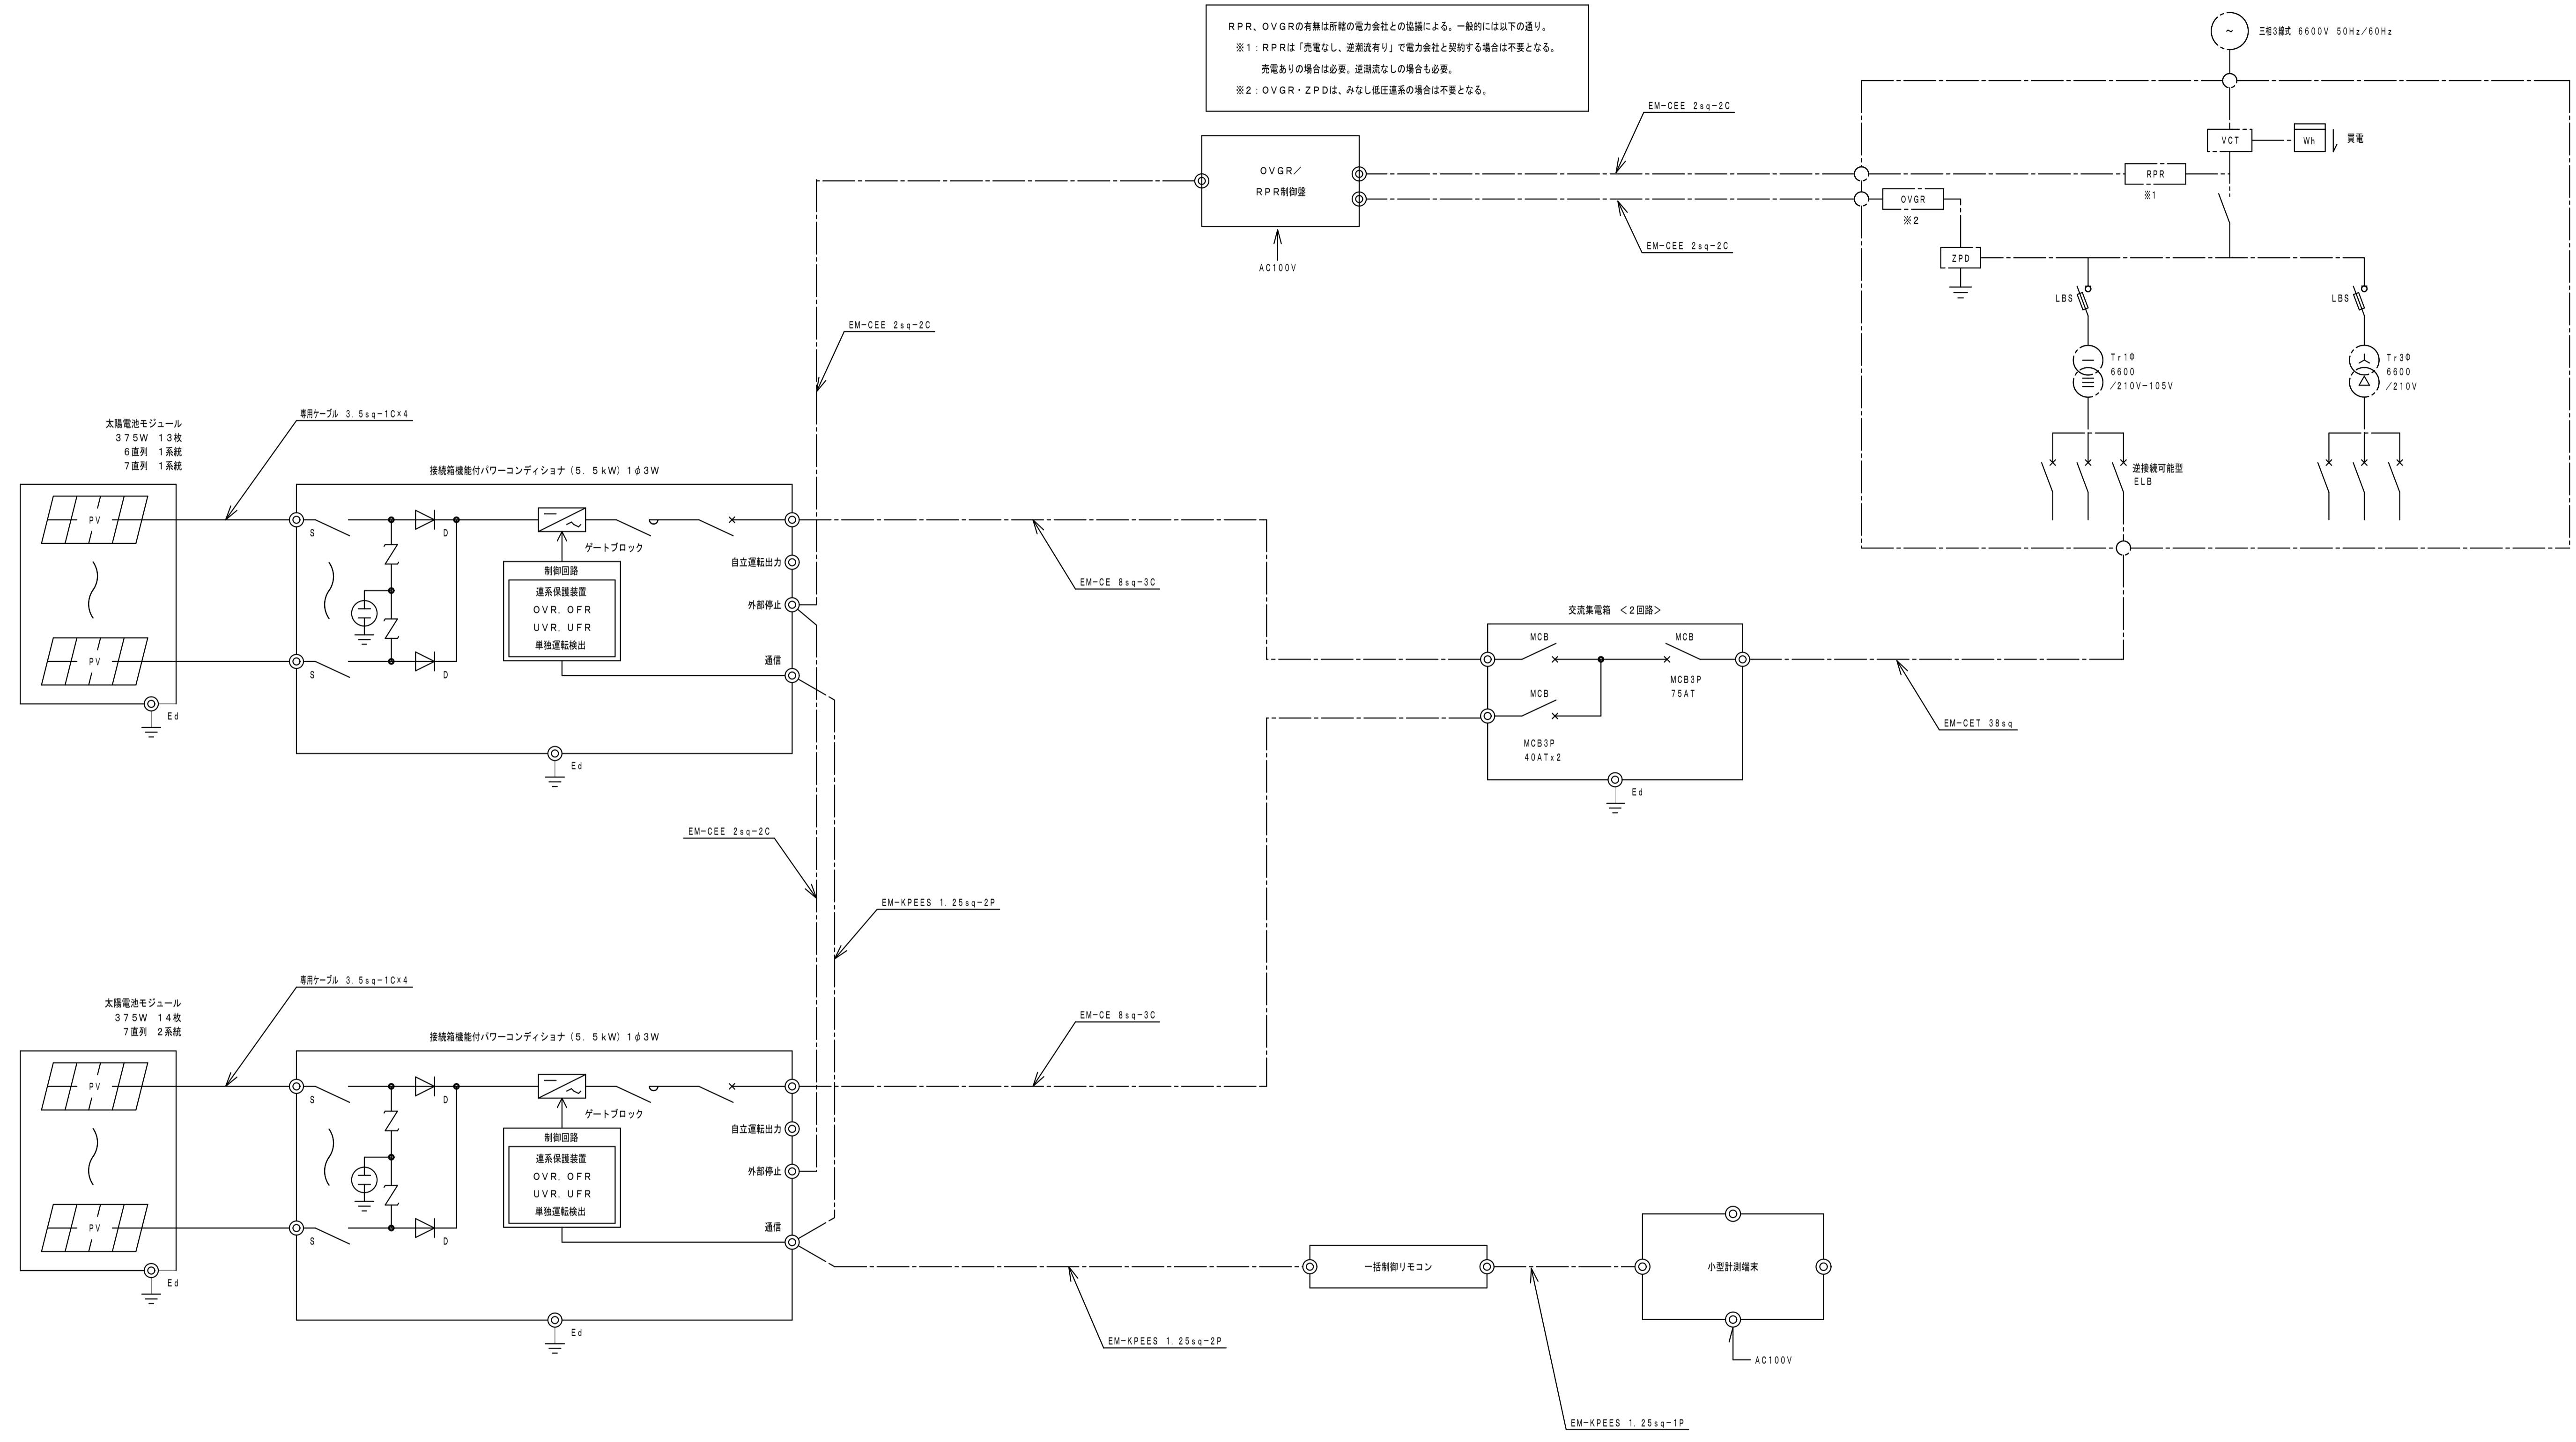 RPR、OVGRの有無は所轄の電力会社との協議による。一般的には以下の通り。
※1：RPRは「売電なし、逆潮流有り」で電力会社と契約する場合は不要となる。
売電ありの場合は必要。逆潮流なしの場合も必要。
※2：OVGR・ZPDは、みなし低圧連系の場合は不要となる。
~
三相3線式 6600V 50Hz/60Hz
VCT
Wh
買電
EM-CEE 2sq-2C
OVGR/
RPR制御盤
AC100V
EM-CEE 2sq-2C
RPR
※1
OVGR
※2
ZPD
LBS
LBS
Tr1Φ
6600
/210V-105V
Tr3Φ
6600
/210V
逆接続可能型
ELB
EM-CEE 2sq-2C
太陽電池モジュール
375W 13枚
6直列 1系統
7直列 1系統
専用ケーブル 3.5sq-1C×4
PV
PV
Ed
接続箱機能付パワーコンディショナ（5.5kW）1φ3W
S
D
S
D
ゲートブロック
制御回路
連系保護装置
OVR、OFR
UVR、UFR
単独運転検出
自立運転出力
外部停止
通信
Ed
EM-CE 8sq-3C
交流集電箱 <2回路>
MCB
MCB
MCB3P
75AT
MCB
MCB3P
40ATx2
Ed
EM-CET 38sq
EM-CEE 2sq-2C
EM-KPEES 1.25sq-2P
太陽電池モジュール
375W 14枚
7直列 2系統
専用ケーブル 3.5sq-1C×4
PV
PV
Ed
接続箱機能付パワーコンディショナ（5.5kW）1φ3W
S
D
S
D
ゲートブロック
制御回路
連系保護装置
OVR、OFR
UVR、UFR
単独運転検出
自立運転出力
外部停止
通信
Ed
EM-CE 8sq-3C
一括制御リモコン
小型計測端末
EM-KPEES 1.25sq-2P
AC100V
EM-KPEES 1.25sq-1P